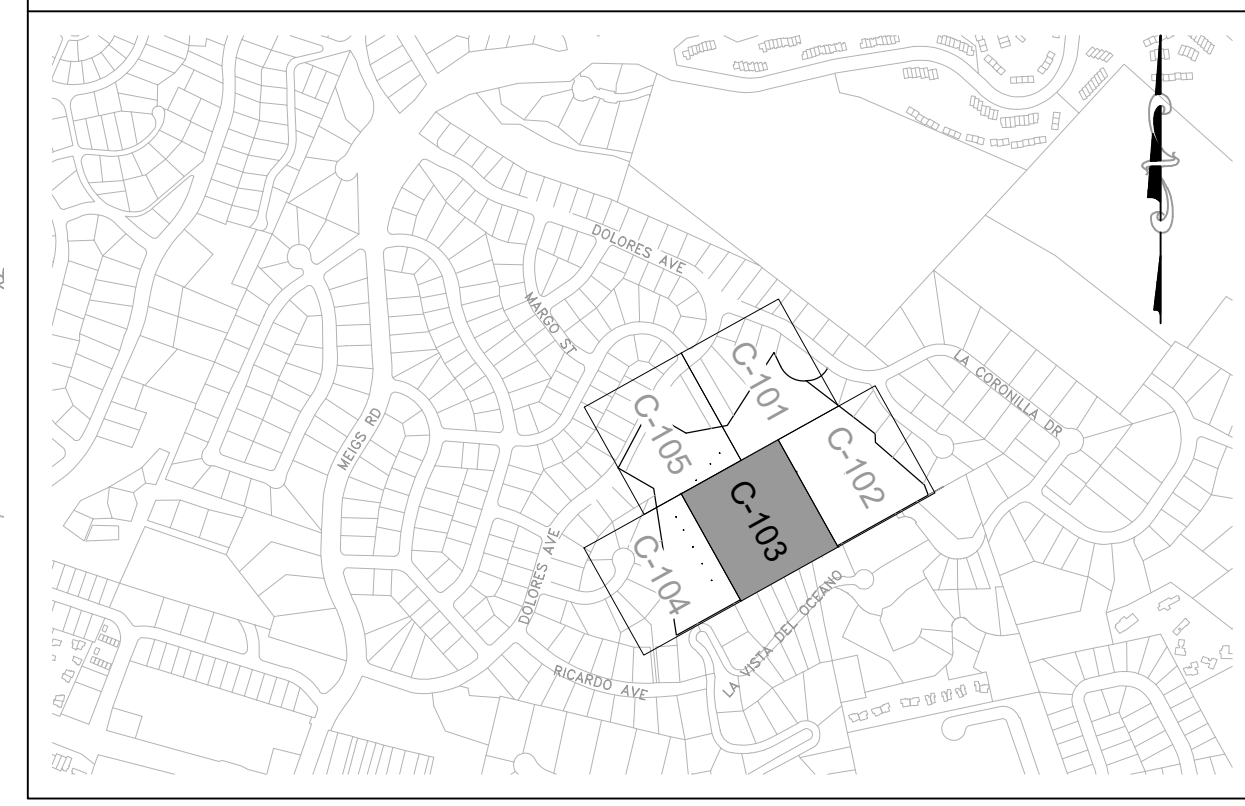 DOLORES AVE
MARGO ST
C-101
LA CORONILLA DR
C-105
MEIGS RD
C-102
C-103
DOLORES AVE
C-104
LA VISTA DEL OCEANO
RICARDO AVE